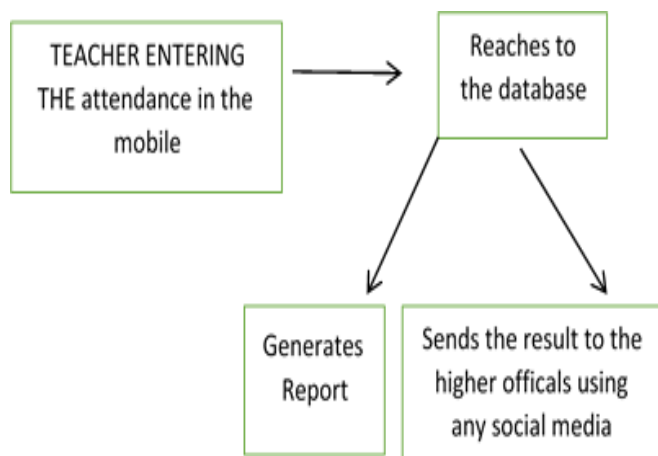 TEACHER ENTERING
THE attendance in the
mobile
Reaches to
the database
Generates
Report
Sends the result to the
higher officals using
any social media